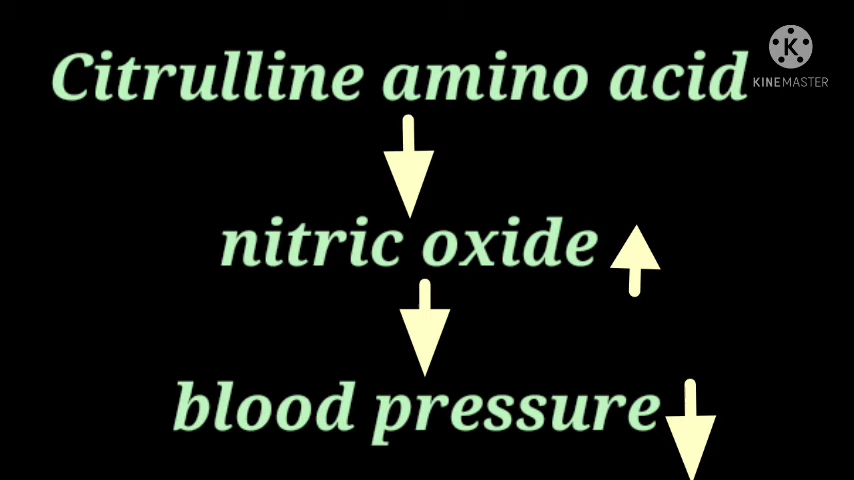 Citrulline amino acid
K
KINEMASTER
nitric oxide
blood pressure